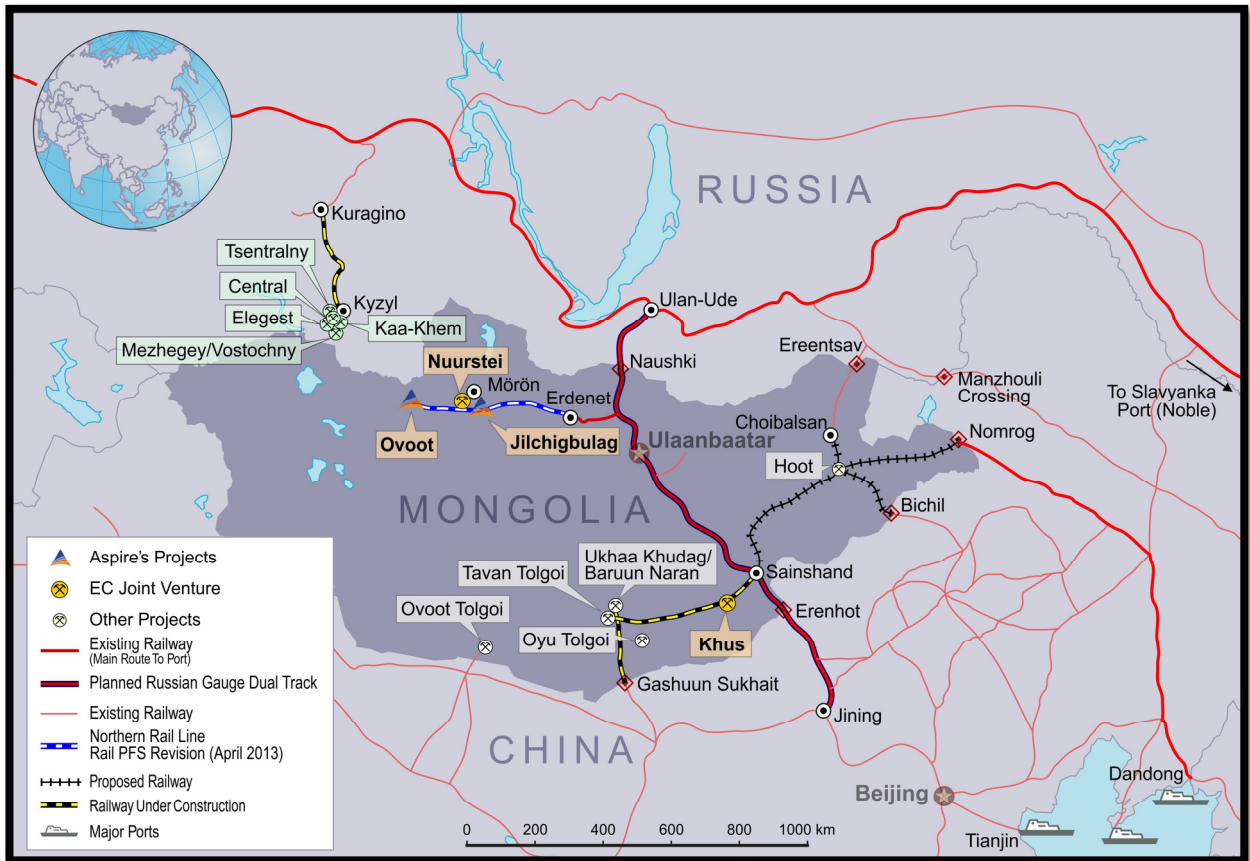 RUSSIA
Kuragino
Tsentralny
Central
Kyzyl
Elegest
Kaa-Khem
Mezhegey/Vostochny
Ulan-Ude
Naushki
Ereentsav
Manzhouli
Crossing
To Slavyanka
Port (Noble)
Nuurstei
Mörön
Erdenet
Ovoot
Jilchigbulag
Ulaanbaatar
Choibalsan
Nomrog
Hoot
MONGOLIA
Bichil
Ukhaa Khudag/
Baruun Naran
Tavan Tolgoi
Sainshand
Ovoot Tolgoi
Erenhot
Oyu Tolgoi
Khus
Gashuun Sukhait
Jining
CHINA
Dandong
Beijing
Tianjin
Aspire's Projects
EC Joint Venture
Other Projects
Existing Railway
(Main Route To Port)
Planned Russian Gauge Dual Track
Existing Railway
Northern Rail Line
Rail PFS Revision (April 2013)
Proposed Railway
Railway Under Construction
Major Ports
0 200 400 600 800 1000 km